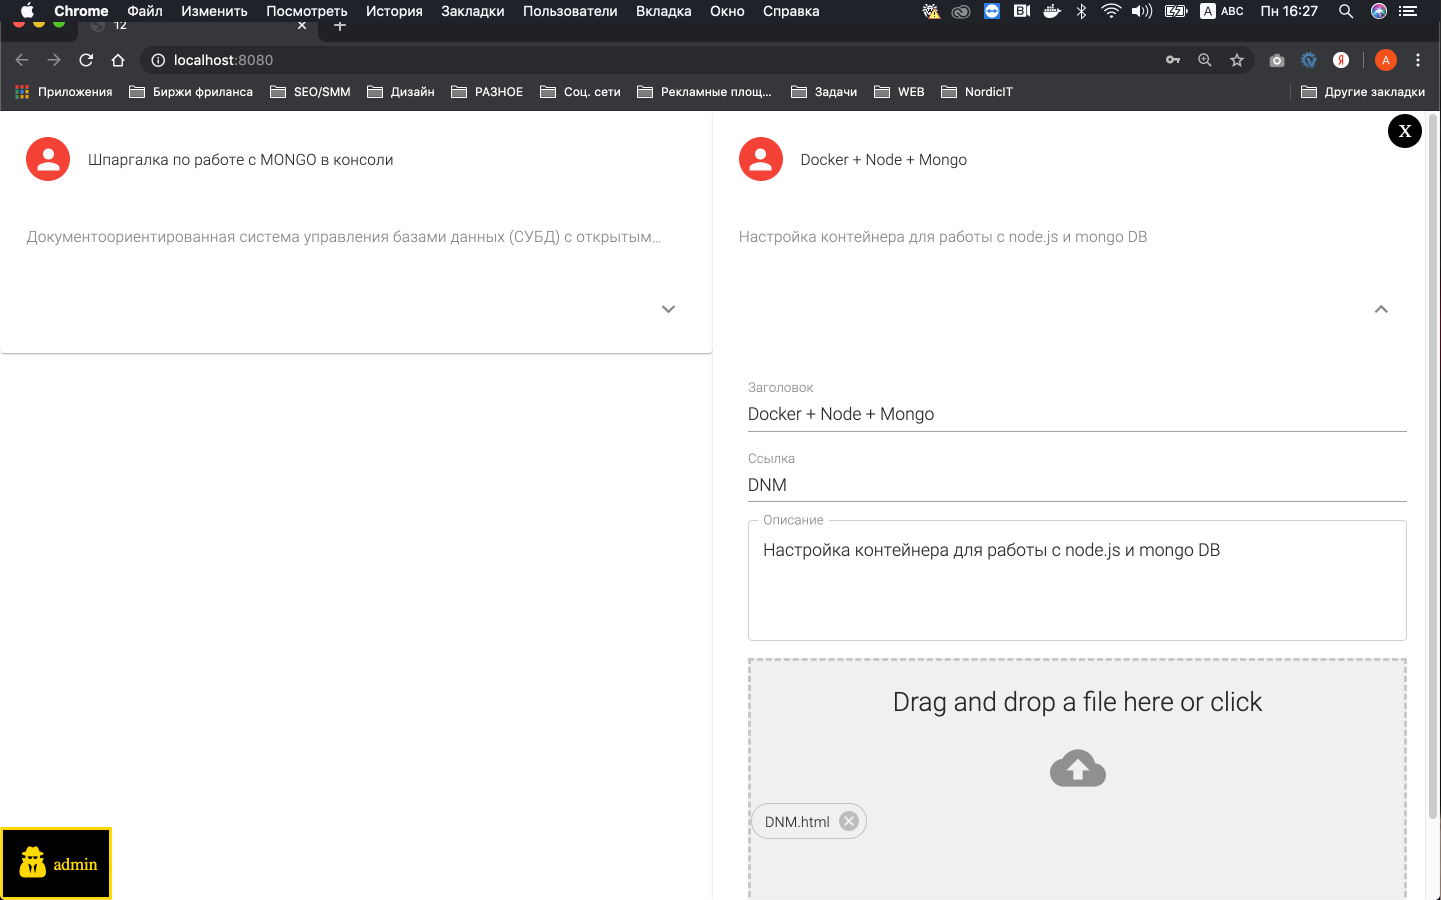 Chrome Файл Изменить Посмотреть История Закладки Пользователи Вкладка Окно Справка A ABC Пн 16:27
12
localhost:8080 Я A
Приложения Биржи фриланса SEO/SMM Дизайн РАЗНОЕ Соц. сети Рекламные площ... Задачи WEB NordicIT Другие закладки
X
Шпаргалка по работе с MONGO в консоли
Документоориентированная система управления базами данных (СУБД) с открытым...
Docker + Node + Mongo
Настройка контейнера для работы с node.js и mongo DB
Заголовок
Docker + Node + Mongo
Ссылка
DNM
Описание
Настройка контейнера для работы с node.js и mongo DB
Drag and drop a file here or click
DNM.html
admin